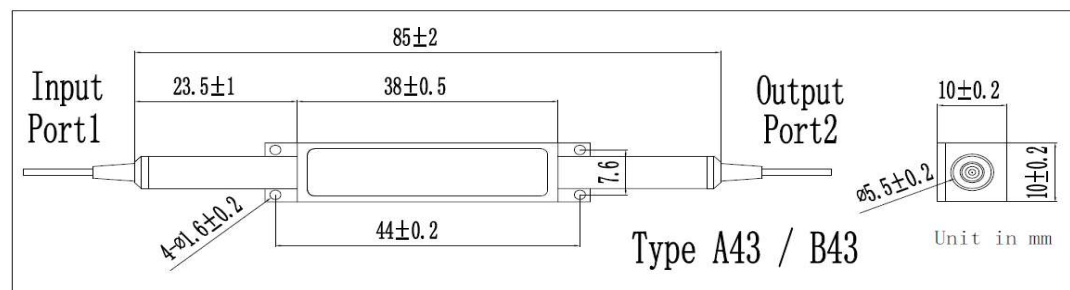 85±2
23.5±1
38±0.5
Input
Port1
Output
Port2
10±0.2
7.6
10±0.2
ø5.5±0.2
4-ø1.6±0.2
44±0.2
Type A43 / B43
Unit in mm